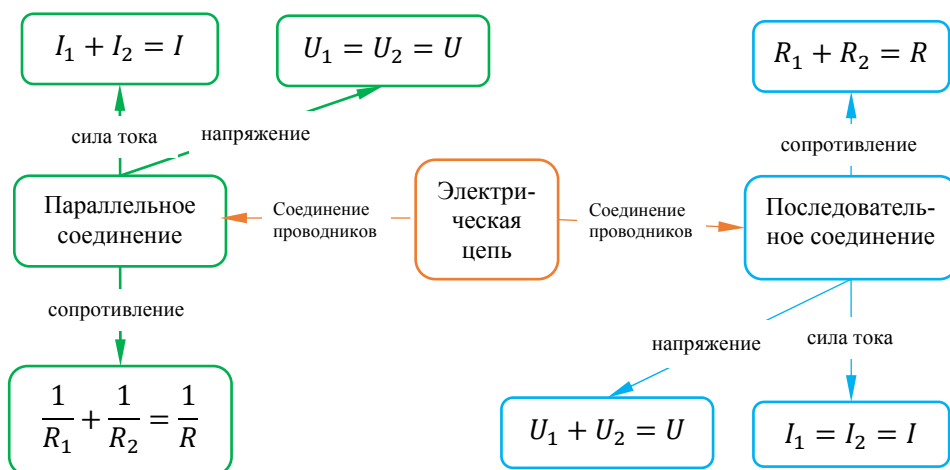 I₁ + I₂ = I
U₁ = U₂ = U
R₁ + R₂ = R
сила тока
напряжение
сопротивление
Параллельное
соединение
Соединение
проводников
Электри-
ческая
цепь
Соединение
проводников
Последователь-
ное соединение
сопротивление
напряжение
сила тока
1/R₁ + 1/R₂ = 1/R
U₁ + U₂ = U
I₁ = I₂ = I